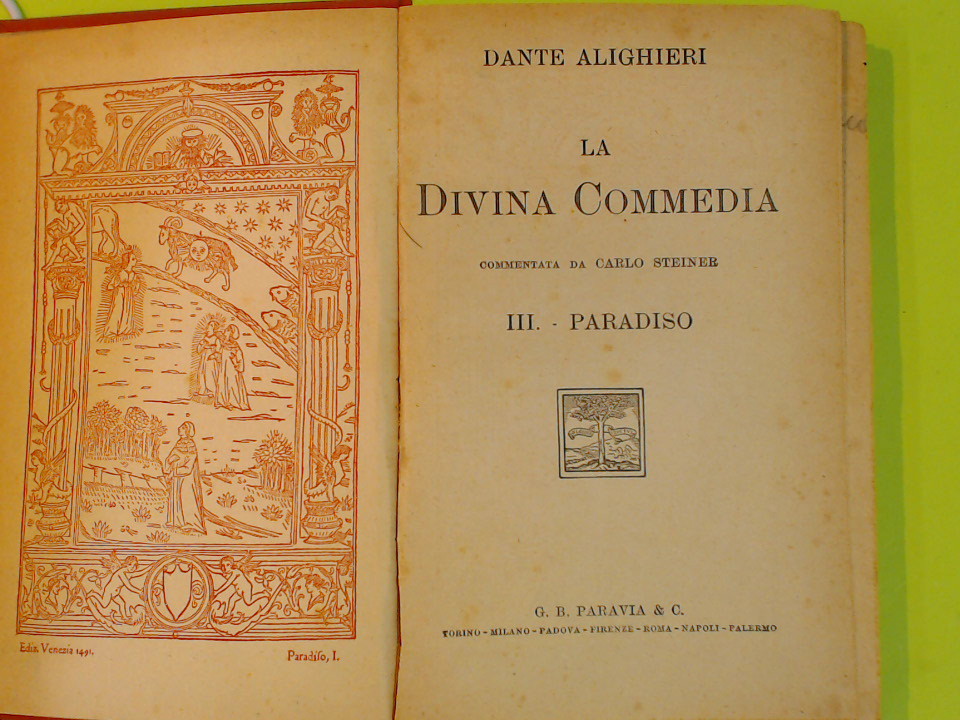 Ediz. Venezia 1491.
Paradiso, I.
DANTE ALIGHIERI
LA
DIVINA COMMEDIA
COMMENTATA DA CARLO STEINER
III. - PARADISO
G. B. PARAVIA & C.
TORINO - MILANO - PADOVA - FIRENZE - ROMA - NAPOLI - PALERMO